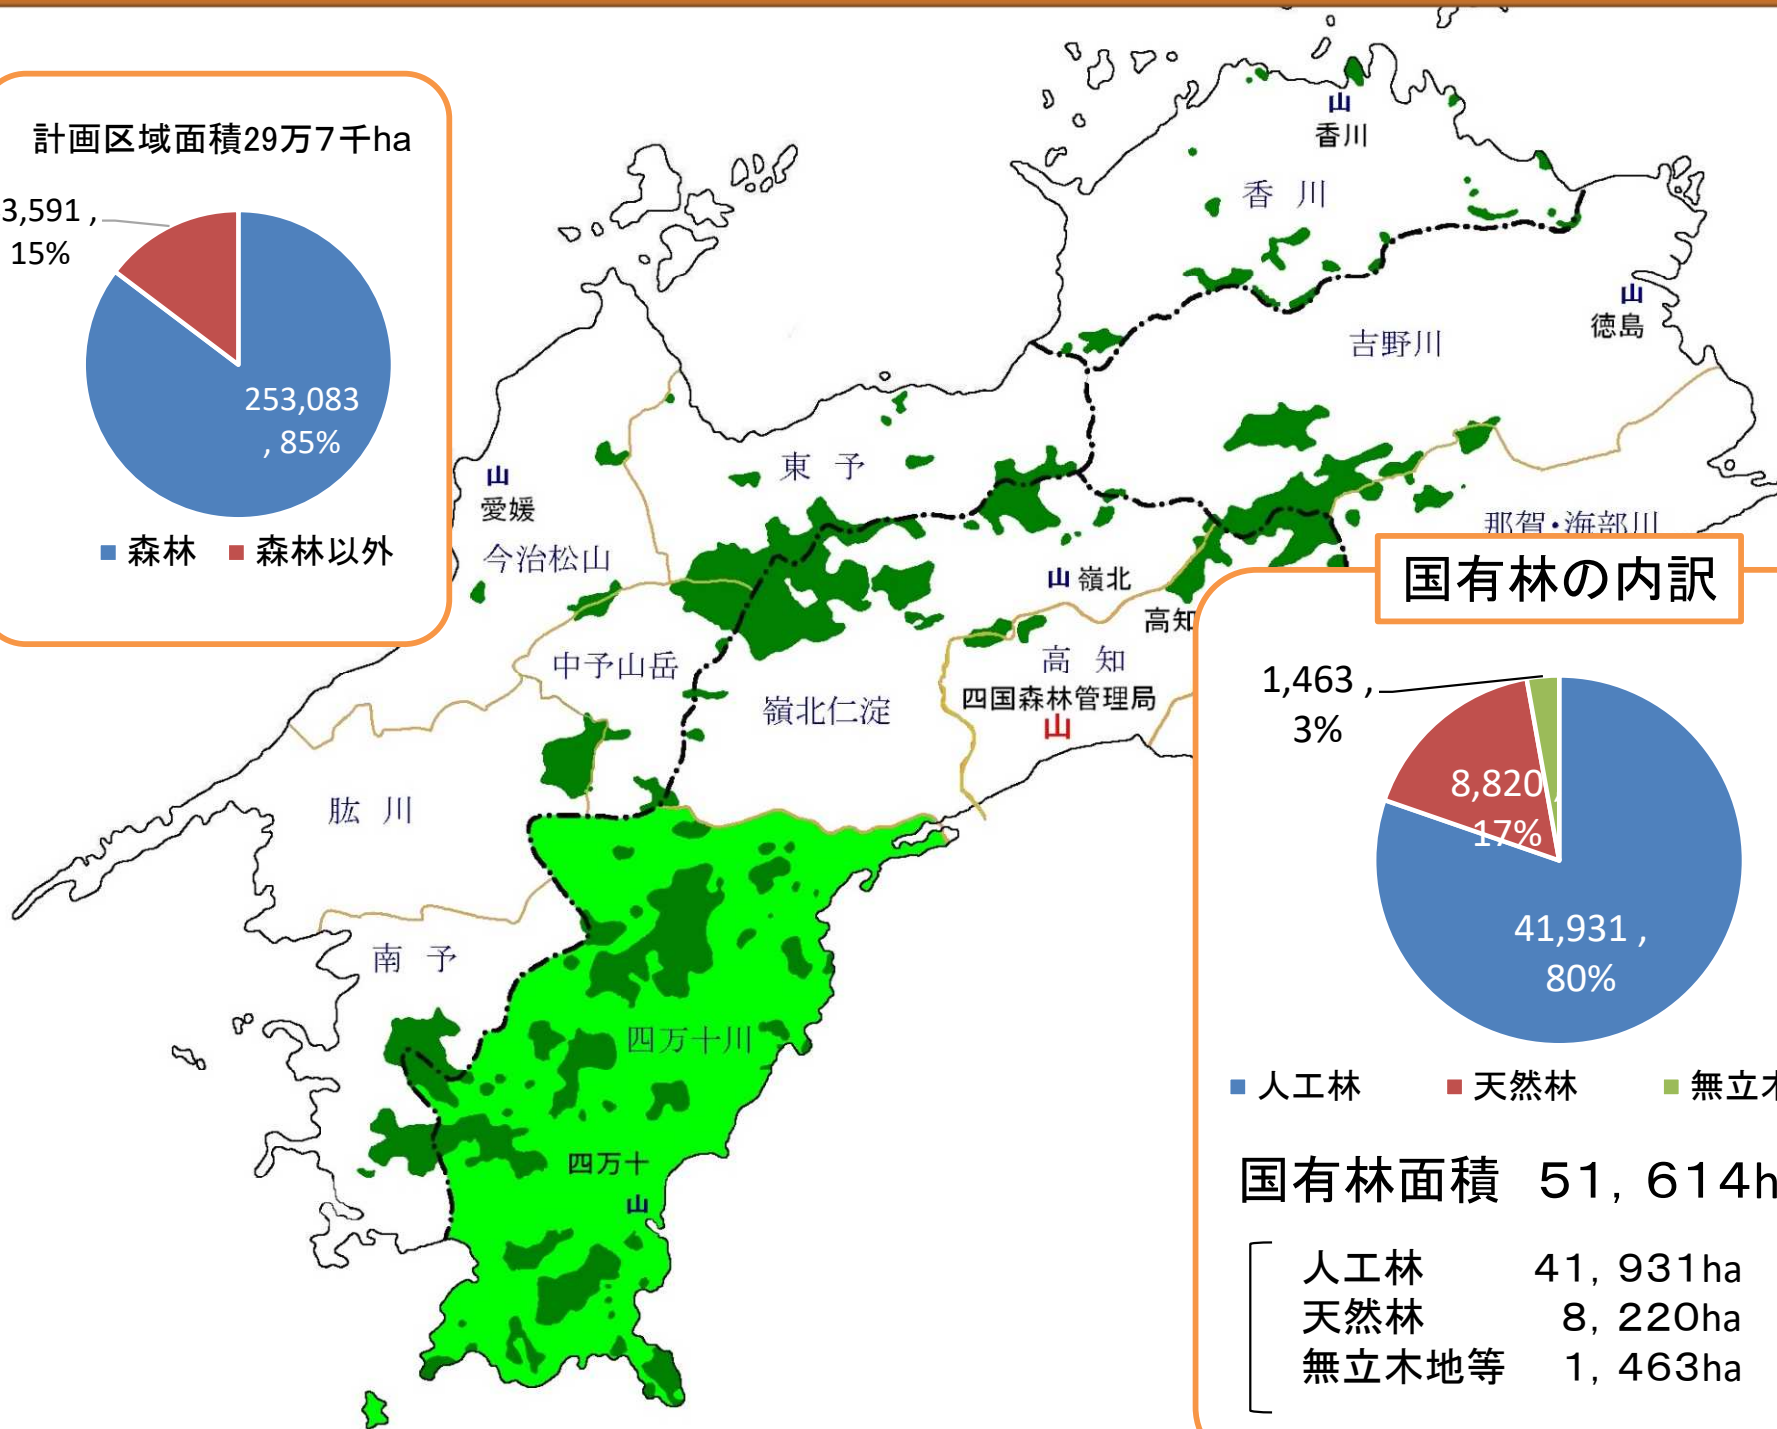 計画区域面積29万7千ha
3,591 ,
15%
253,083
, 85%
森林 森林以外
山
香川
香 川
山
徳島
吉野川
東 予
山
愛媛
今治松山
那賀・海部川
山 嶺北
高知
中予山岳
高 知
嶺北仁淀
四国森林管理局
山
肱 川
南 予
四万十川
四万十
山
国有林の内訳
1,463 ,
3%
8,820 ,
17%
41,931 ,
80%
人工林 天然林 無立木
国有林面積 51,614h
人工林 41,931ha
天然林 8,220ha
無立木地等 1,463ha